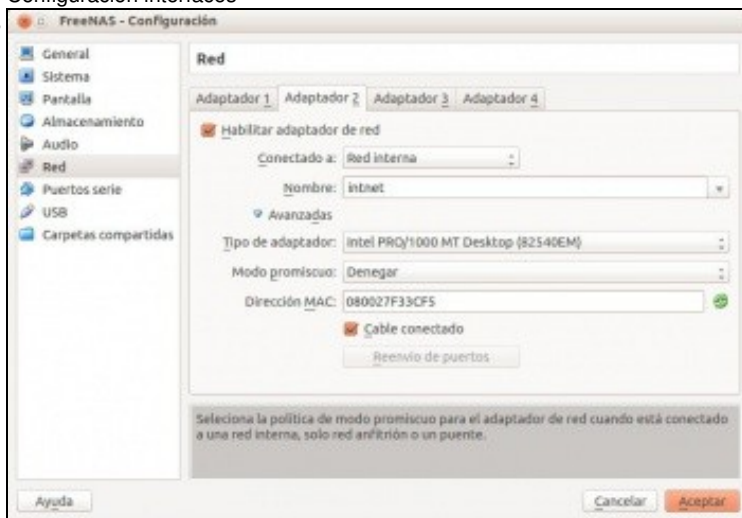 Configuración interfaces
FreeNAS - Configuración
General
Sistema
Pantalla
Almacenamiento
Audio
Red
Puertos serie
USB
Carpetas compartidas
Red
Adaptador 1 Adaptador 2 Adaptador 3 Adaptador 4
Habilitar adaptador de red
Conectado a: Red interna
Nombre: intnet
Avanzadas
Tipo de adaptador: Intel PRO/1000 MT Desktop (82540EM)
Modo promiscuo: Denegar
Dirección MAC: 080027F33CF5
Cable conectado
Reenvío de puertos
Selecciona la política de modo promiscuo para el adaptador de red cuando está conectado
a una red interna, solo red anfitrión o un puente.
Ayuda Cancelar Aceptar